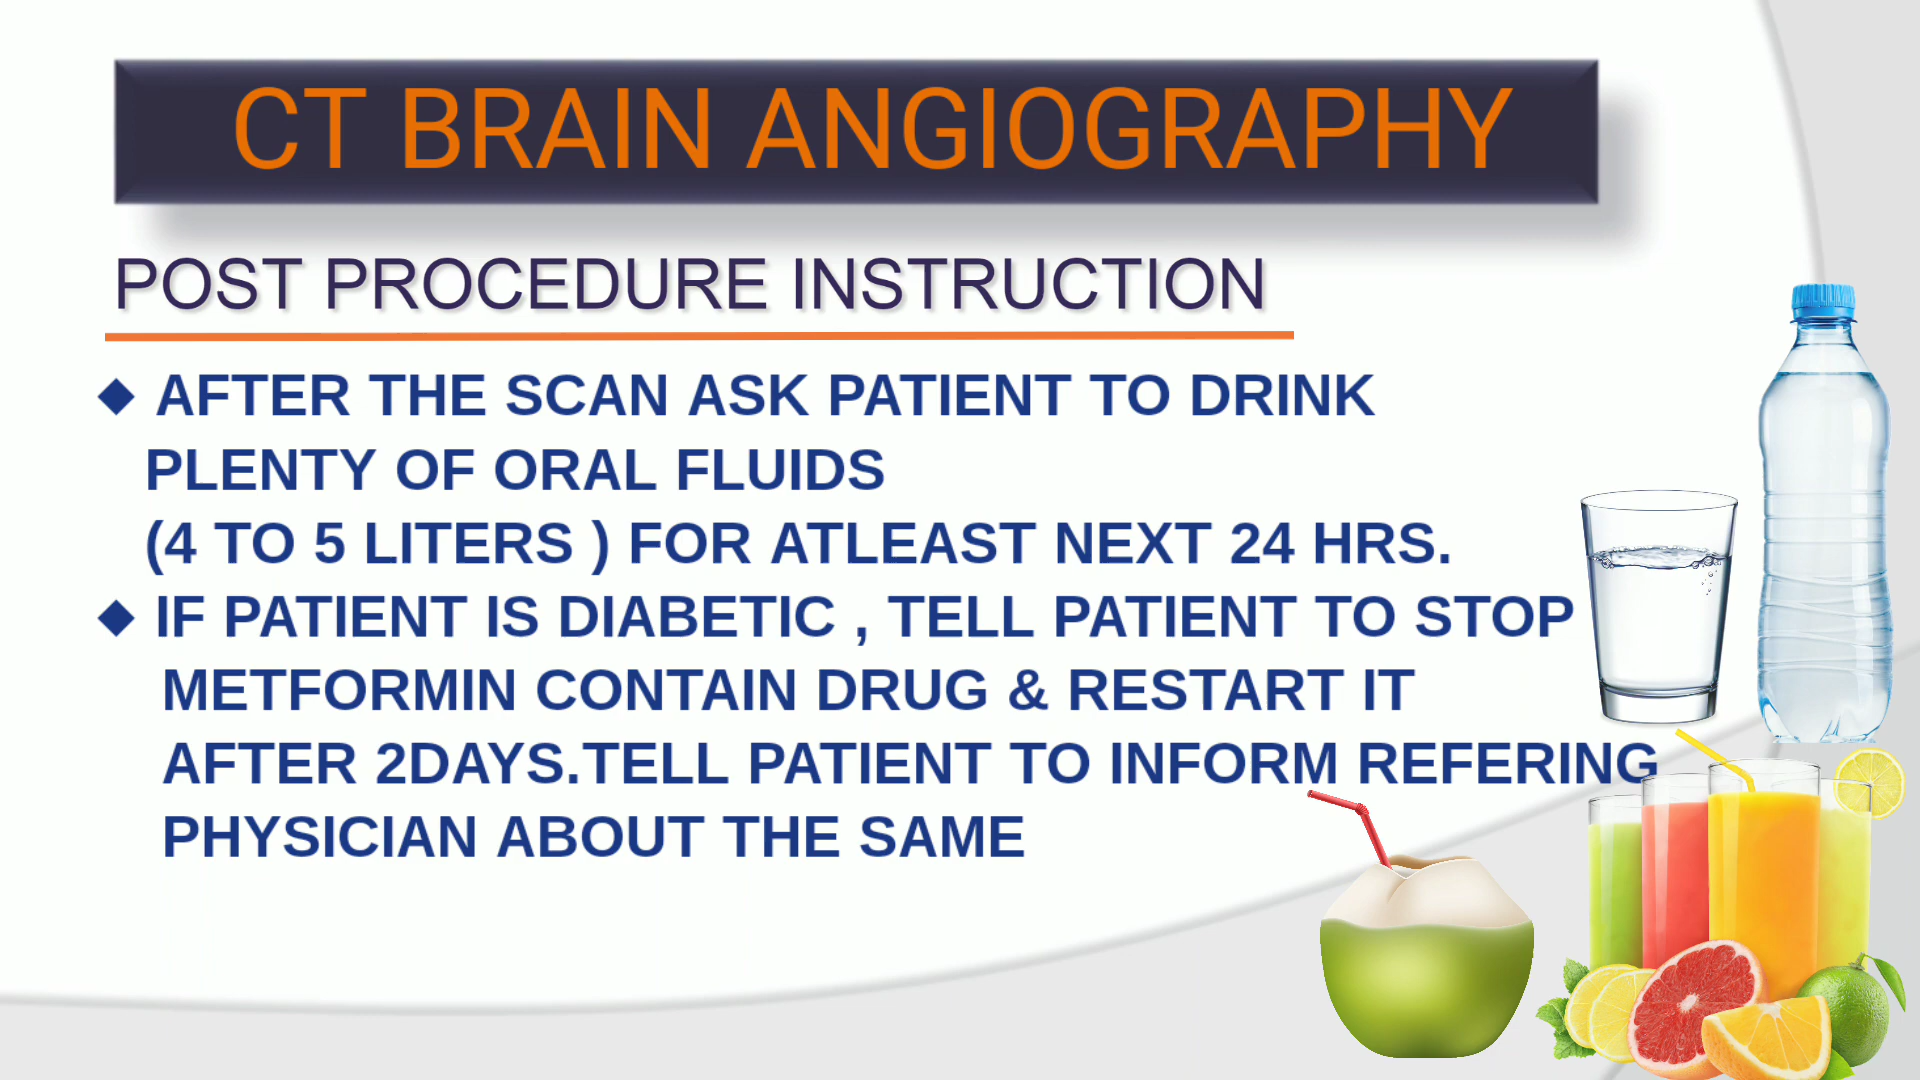 CT BRAIN ANGIOGRAPHY
POST PROCEDURE INSTRUCTION
◆ AFTER THE SCAN ASK PATIENT TO DRINK
PLENTY OF ORAL FLUIDS
(4 TO 5 LITERS ) FOR ATLEAST NEXT 24 HRS.
◆ IF PATIENT IS DIABETIC , TELL PATIENT TO STOP
METFORMIN CONTAIN DRUG & RESTART IT
AFTER 2DAYS.TELL PATIENT TO INFORM REFERING
PHYSICIAN ABOUT THE SAME